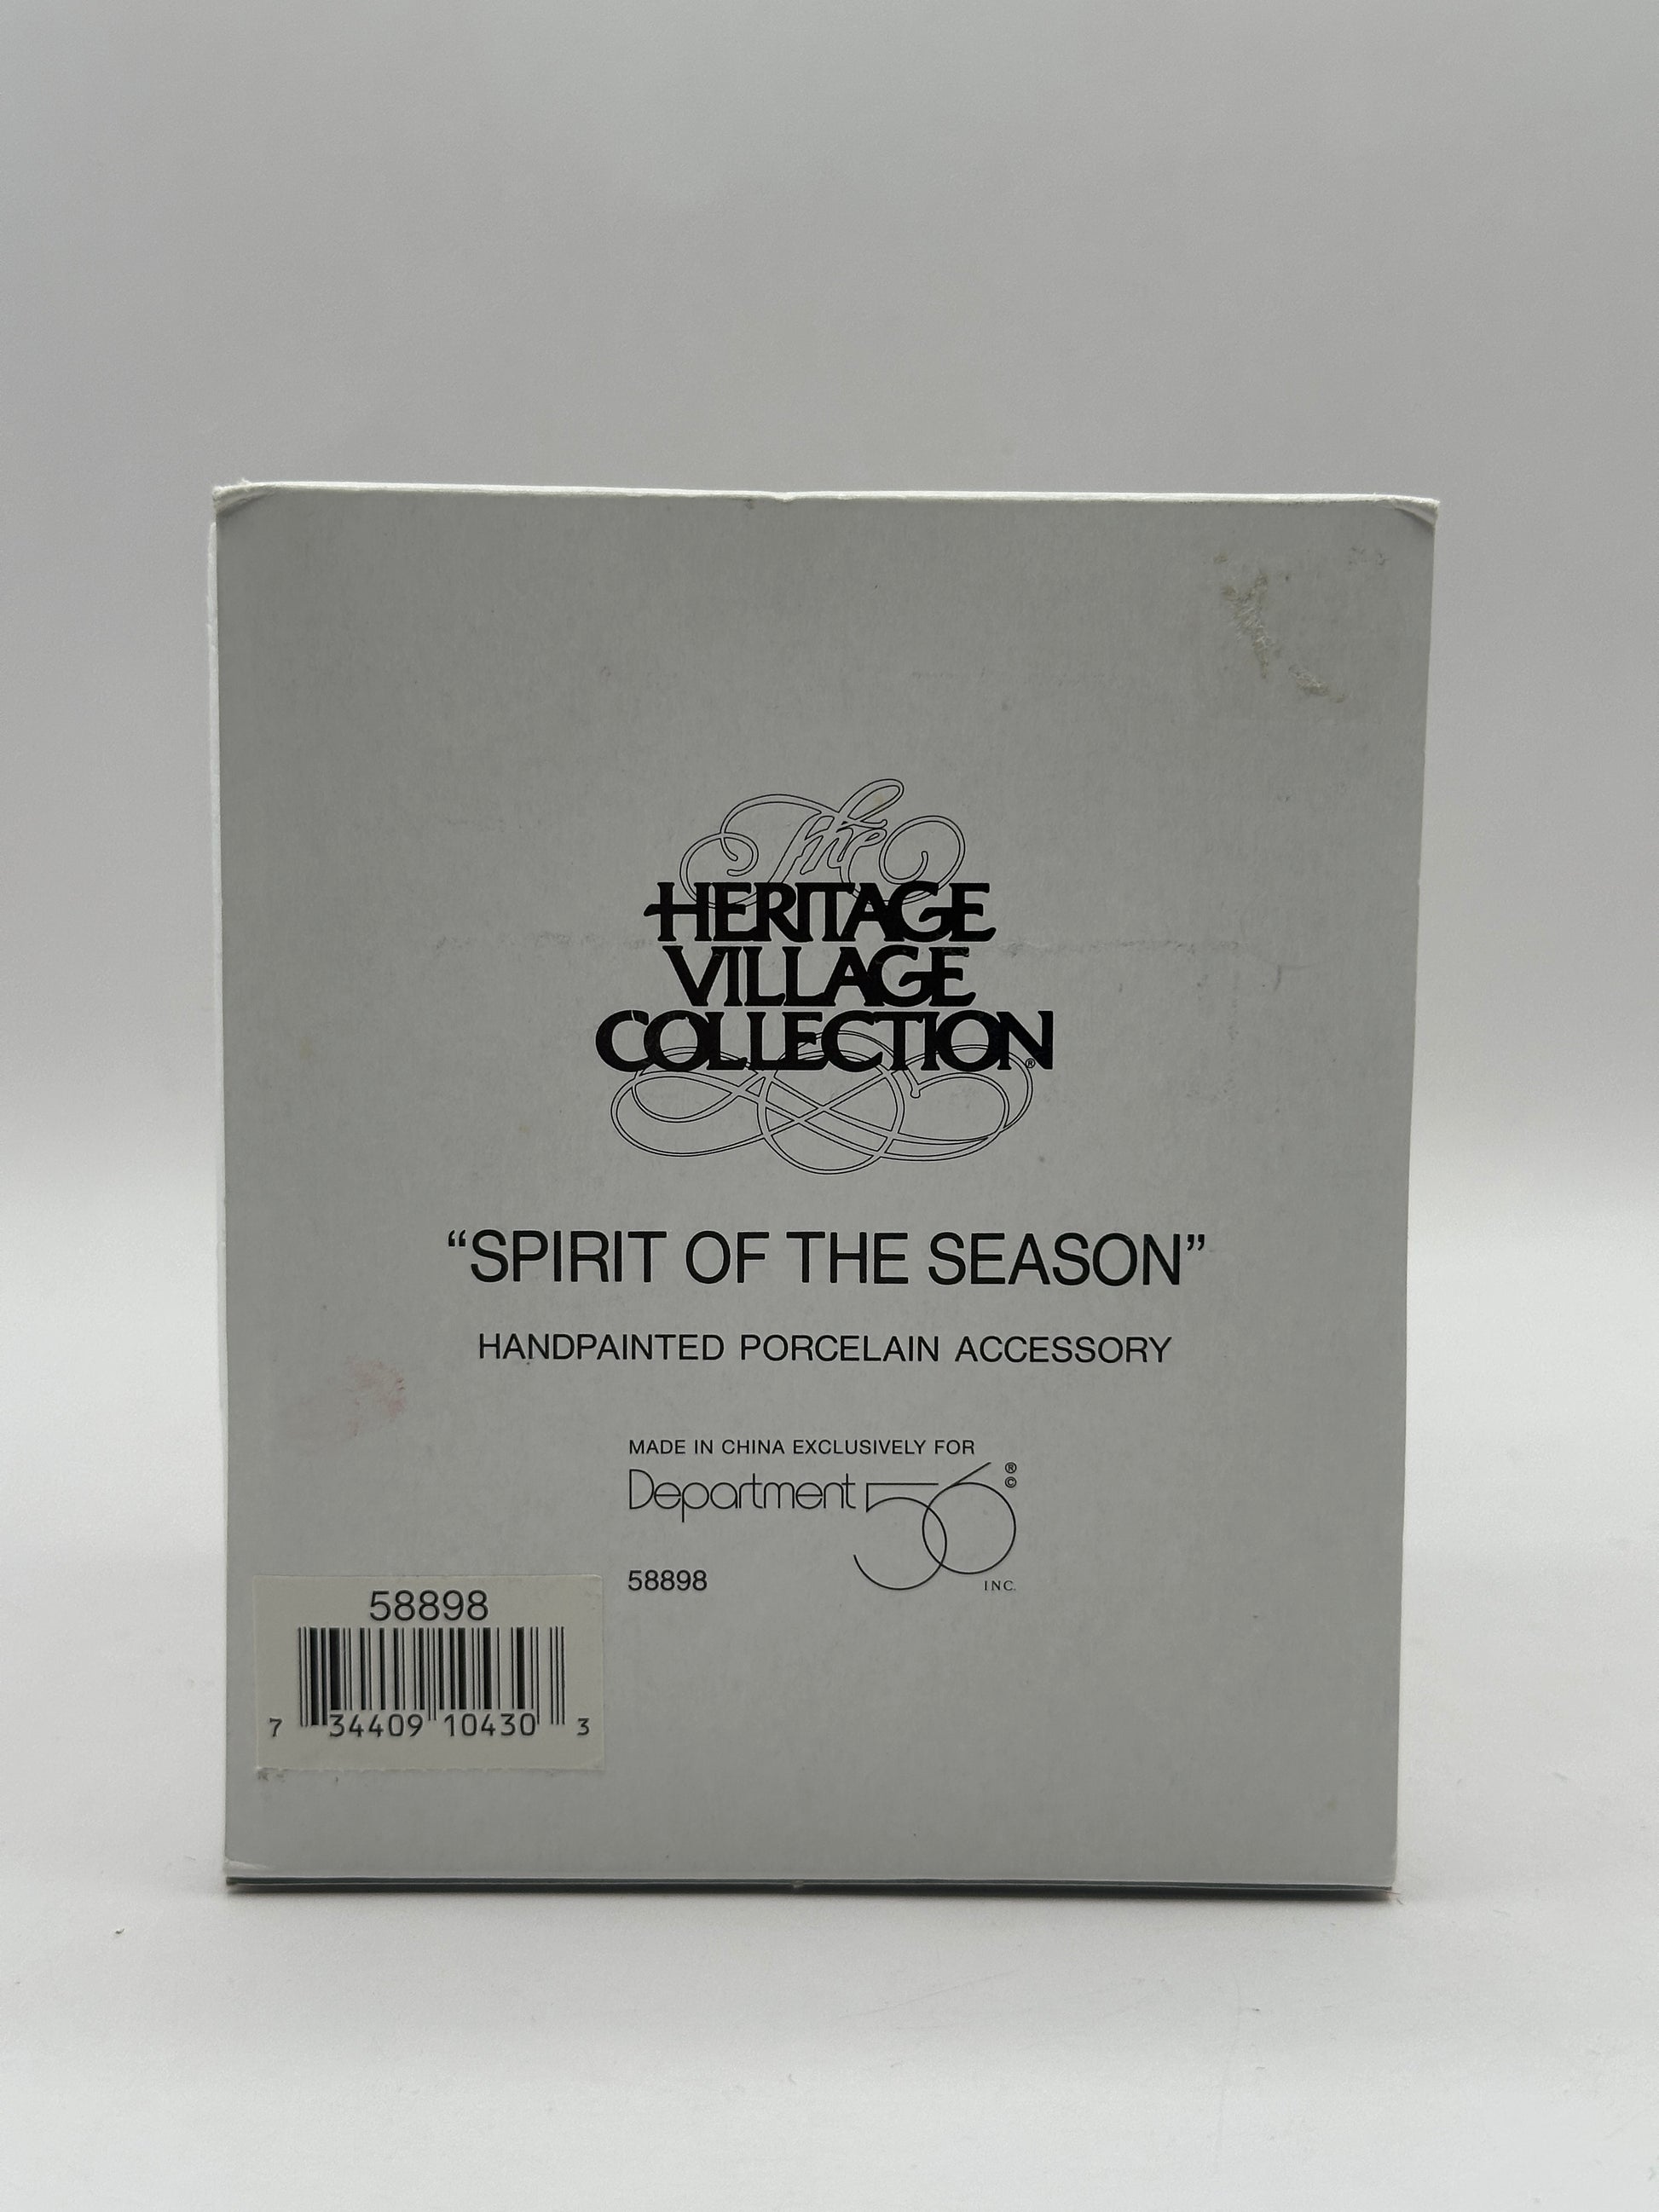 The
HERITAGE
VILLAGE
COLLECTION®
“SPIRIT OF THE SEASON”
HANDPAINTED PORCELAIN ACCESSORY
MADE IN CHINA EXCLUSIVELY FOR
Department 56 ® ©
INC.
58898
58898
7 34409 10430 3